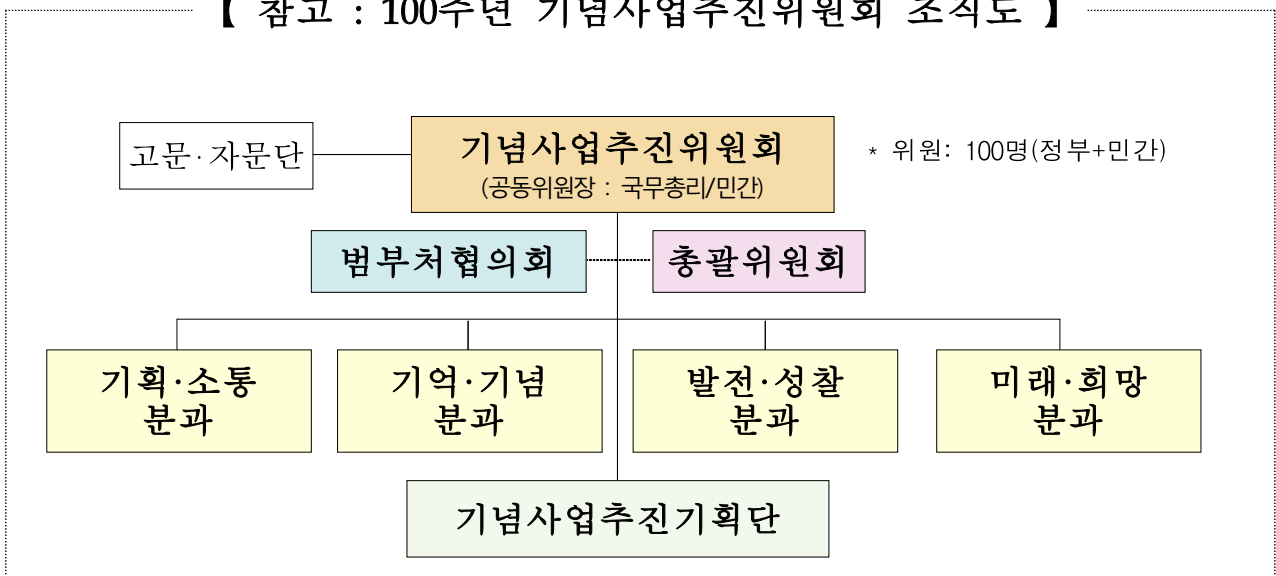 【 참고 : 100주년 기념사업추진위원회 조직도 】
고문·자문단
기념사업추진위원회
(공동위원장 : 국무총리/민간)
* 위원: 100명(정부+민간)
범부처협의회
총괄위원회
기획·소통
분과
기억·기념
분과
발전·성찰
분과
미래·희망
분과
기념사업추진기획단